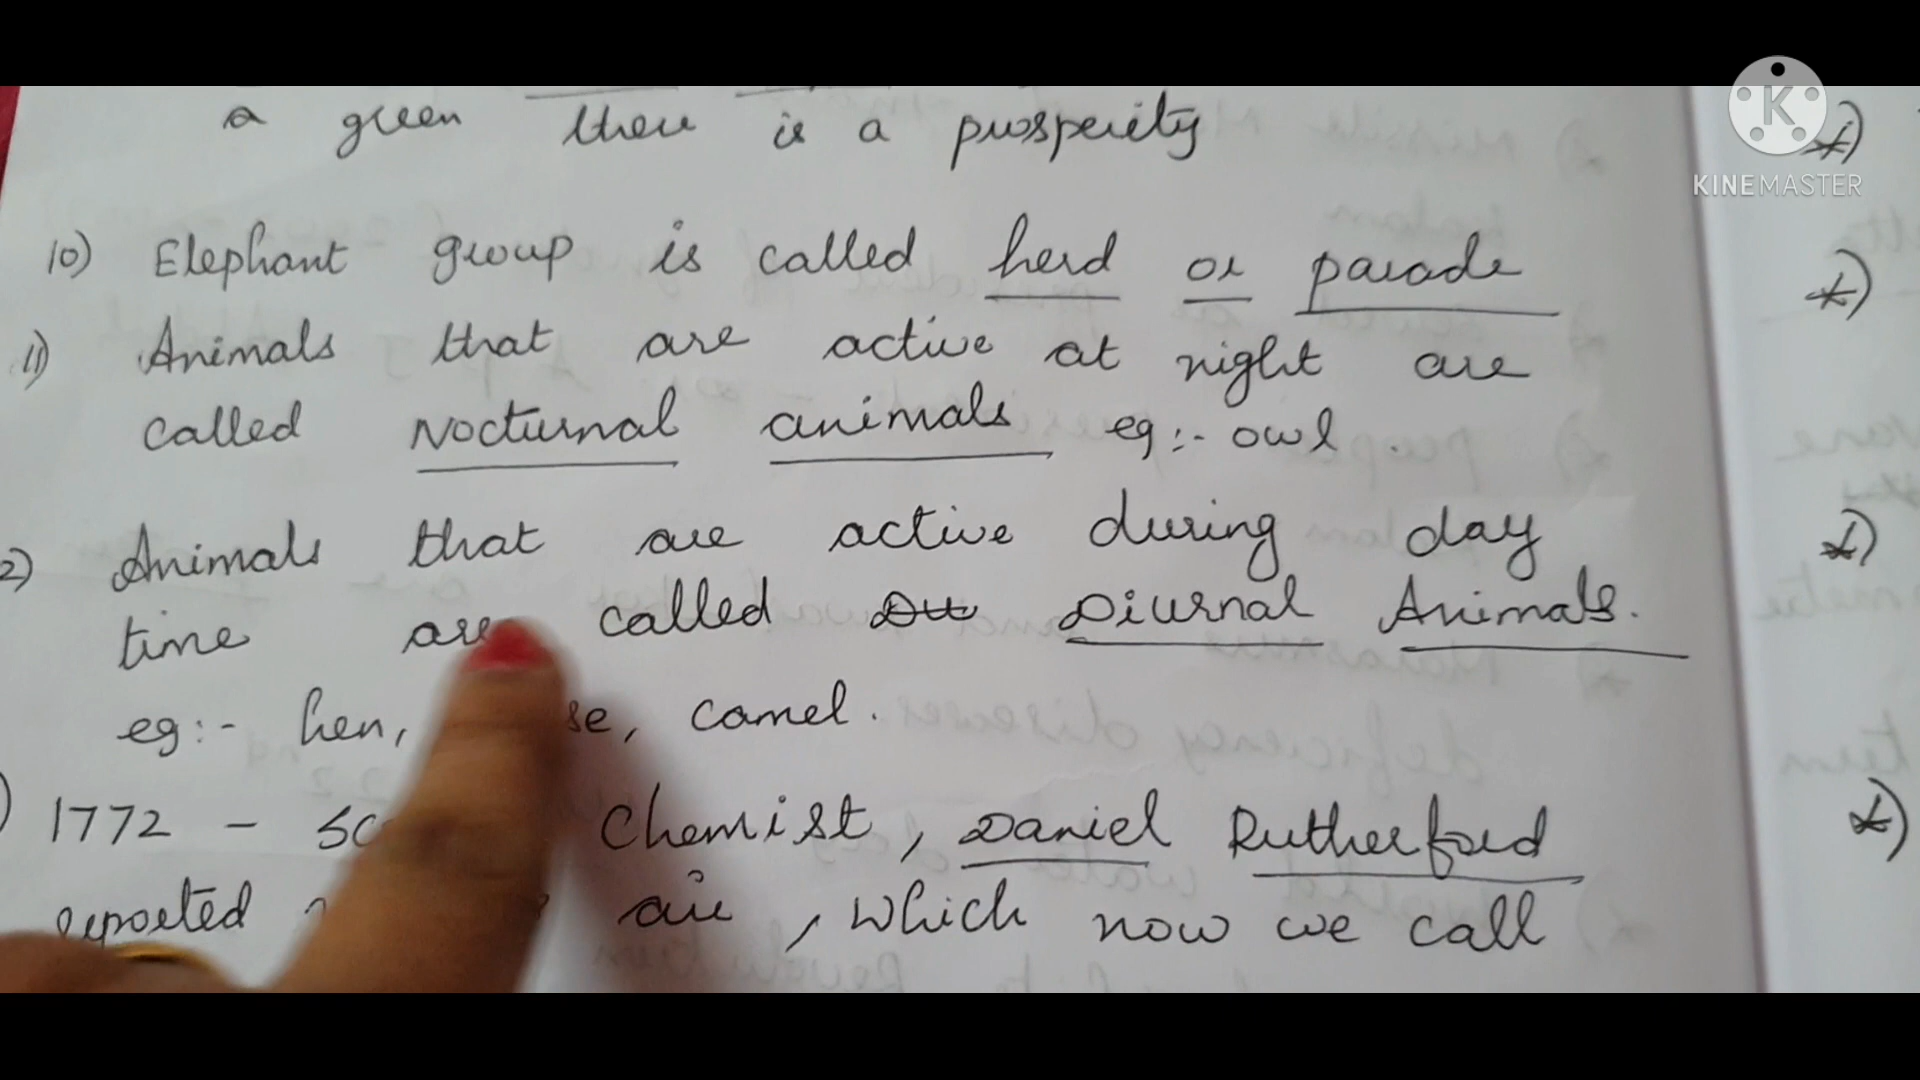 a green there is a prosperity
10) Elephant group is called herd or parade
11) Animals that are active at night are
called Nocturnal animals eg:- owl.
2) Animals that are active during day
time are called Diurnal Animals.
eg:- hen, se, camel.
) 1772 - Sc Chemist, Daniel Rutherford
reported air, which now we call
K
KINEMASTER